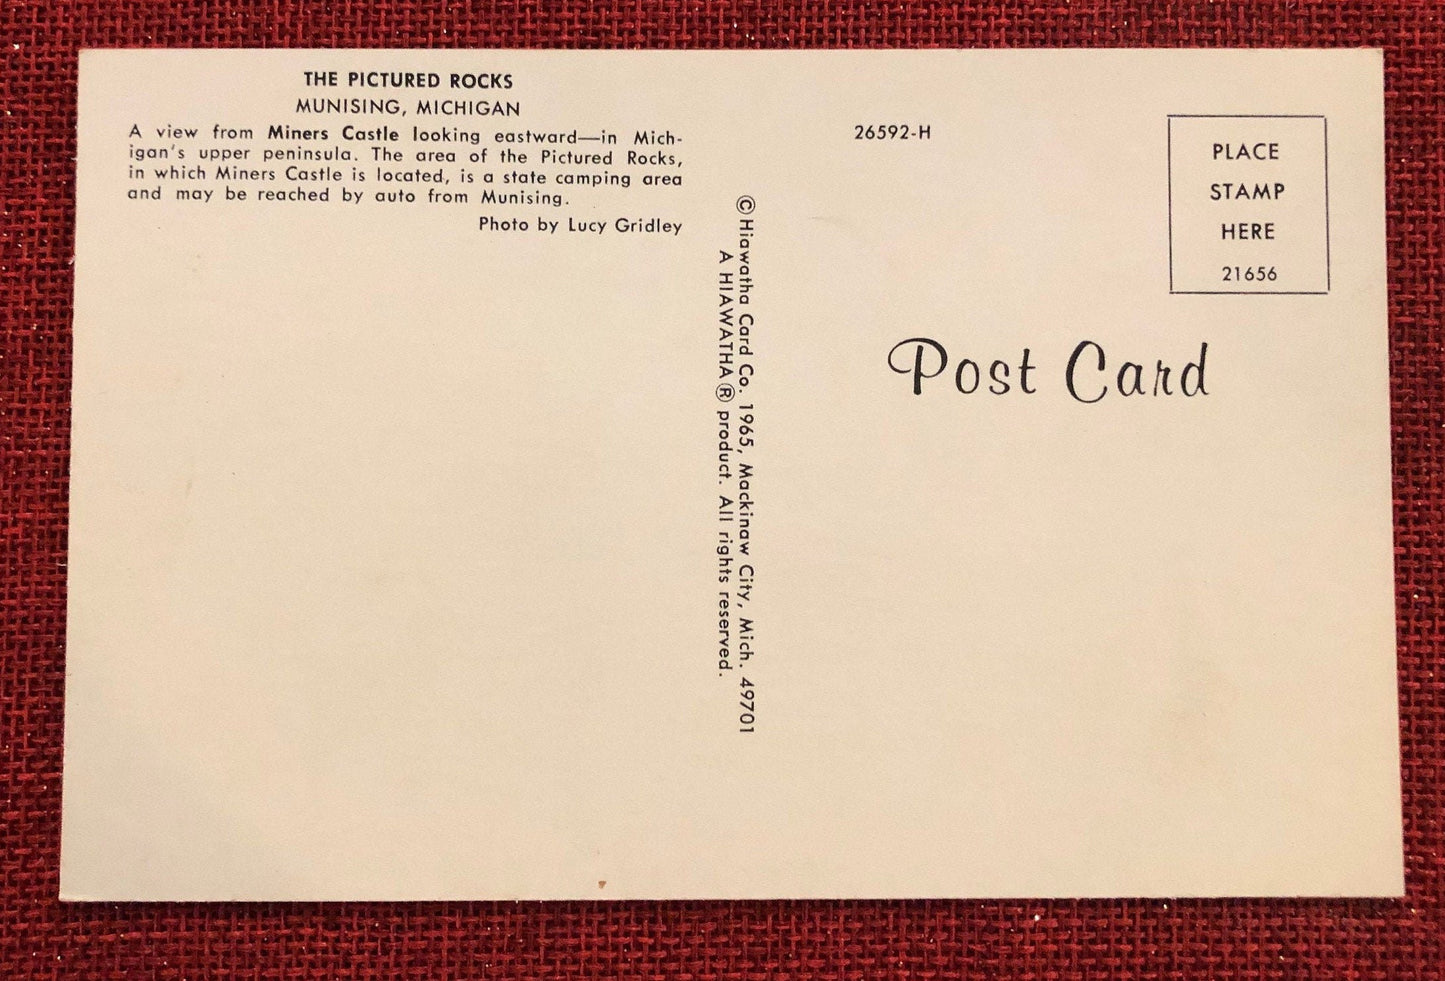 THE PICTURED ROCKS
MUNISING, MICHIGAN
A view from Miners Castle looking eastward—in Mich-
igan's upper peninsula. The area of the Pictured Rocks,
in which Miners Castle is located, is a state camping area
and may be reached by auto from Munising.
Photo by Lucy Gridley
© Hiawatha Card Co. 1965, Mackinaw City, Mich. 49701
A HIAWATHA® product. All rights reserved.
26592-H
PLACE
STAMP
HERE
21656
Post Card